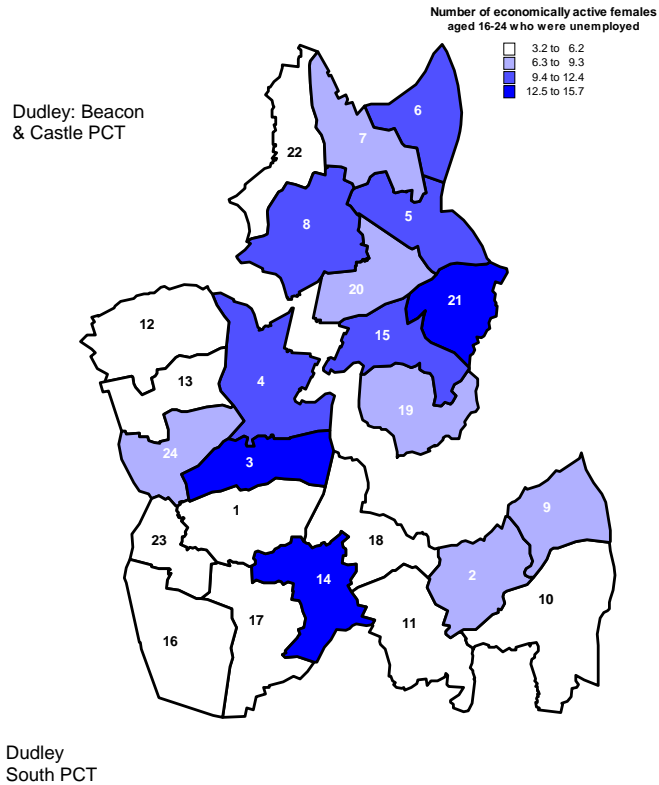 Number of economically active females
aged 16-24 who were unemployed
3.2 to 6.2
6.3 to 9.3
9.4 to 12.4
12.5 to 15.7
Dudley: Beacon
& Castle PCT
6
7
22
5
8
20
21
12
15
13
4
19
24
3
9
1
23
18
14
2
10
17
11
16
Dudley
South PCT